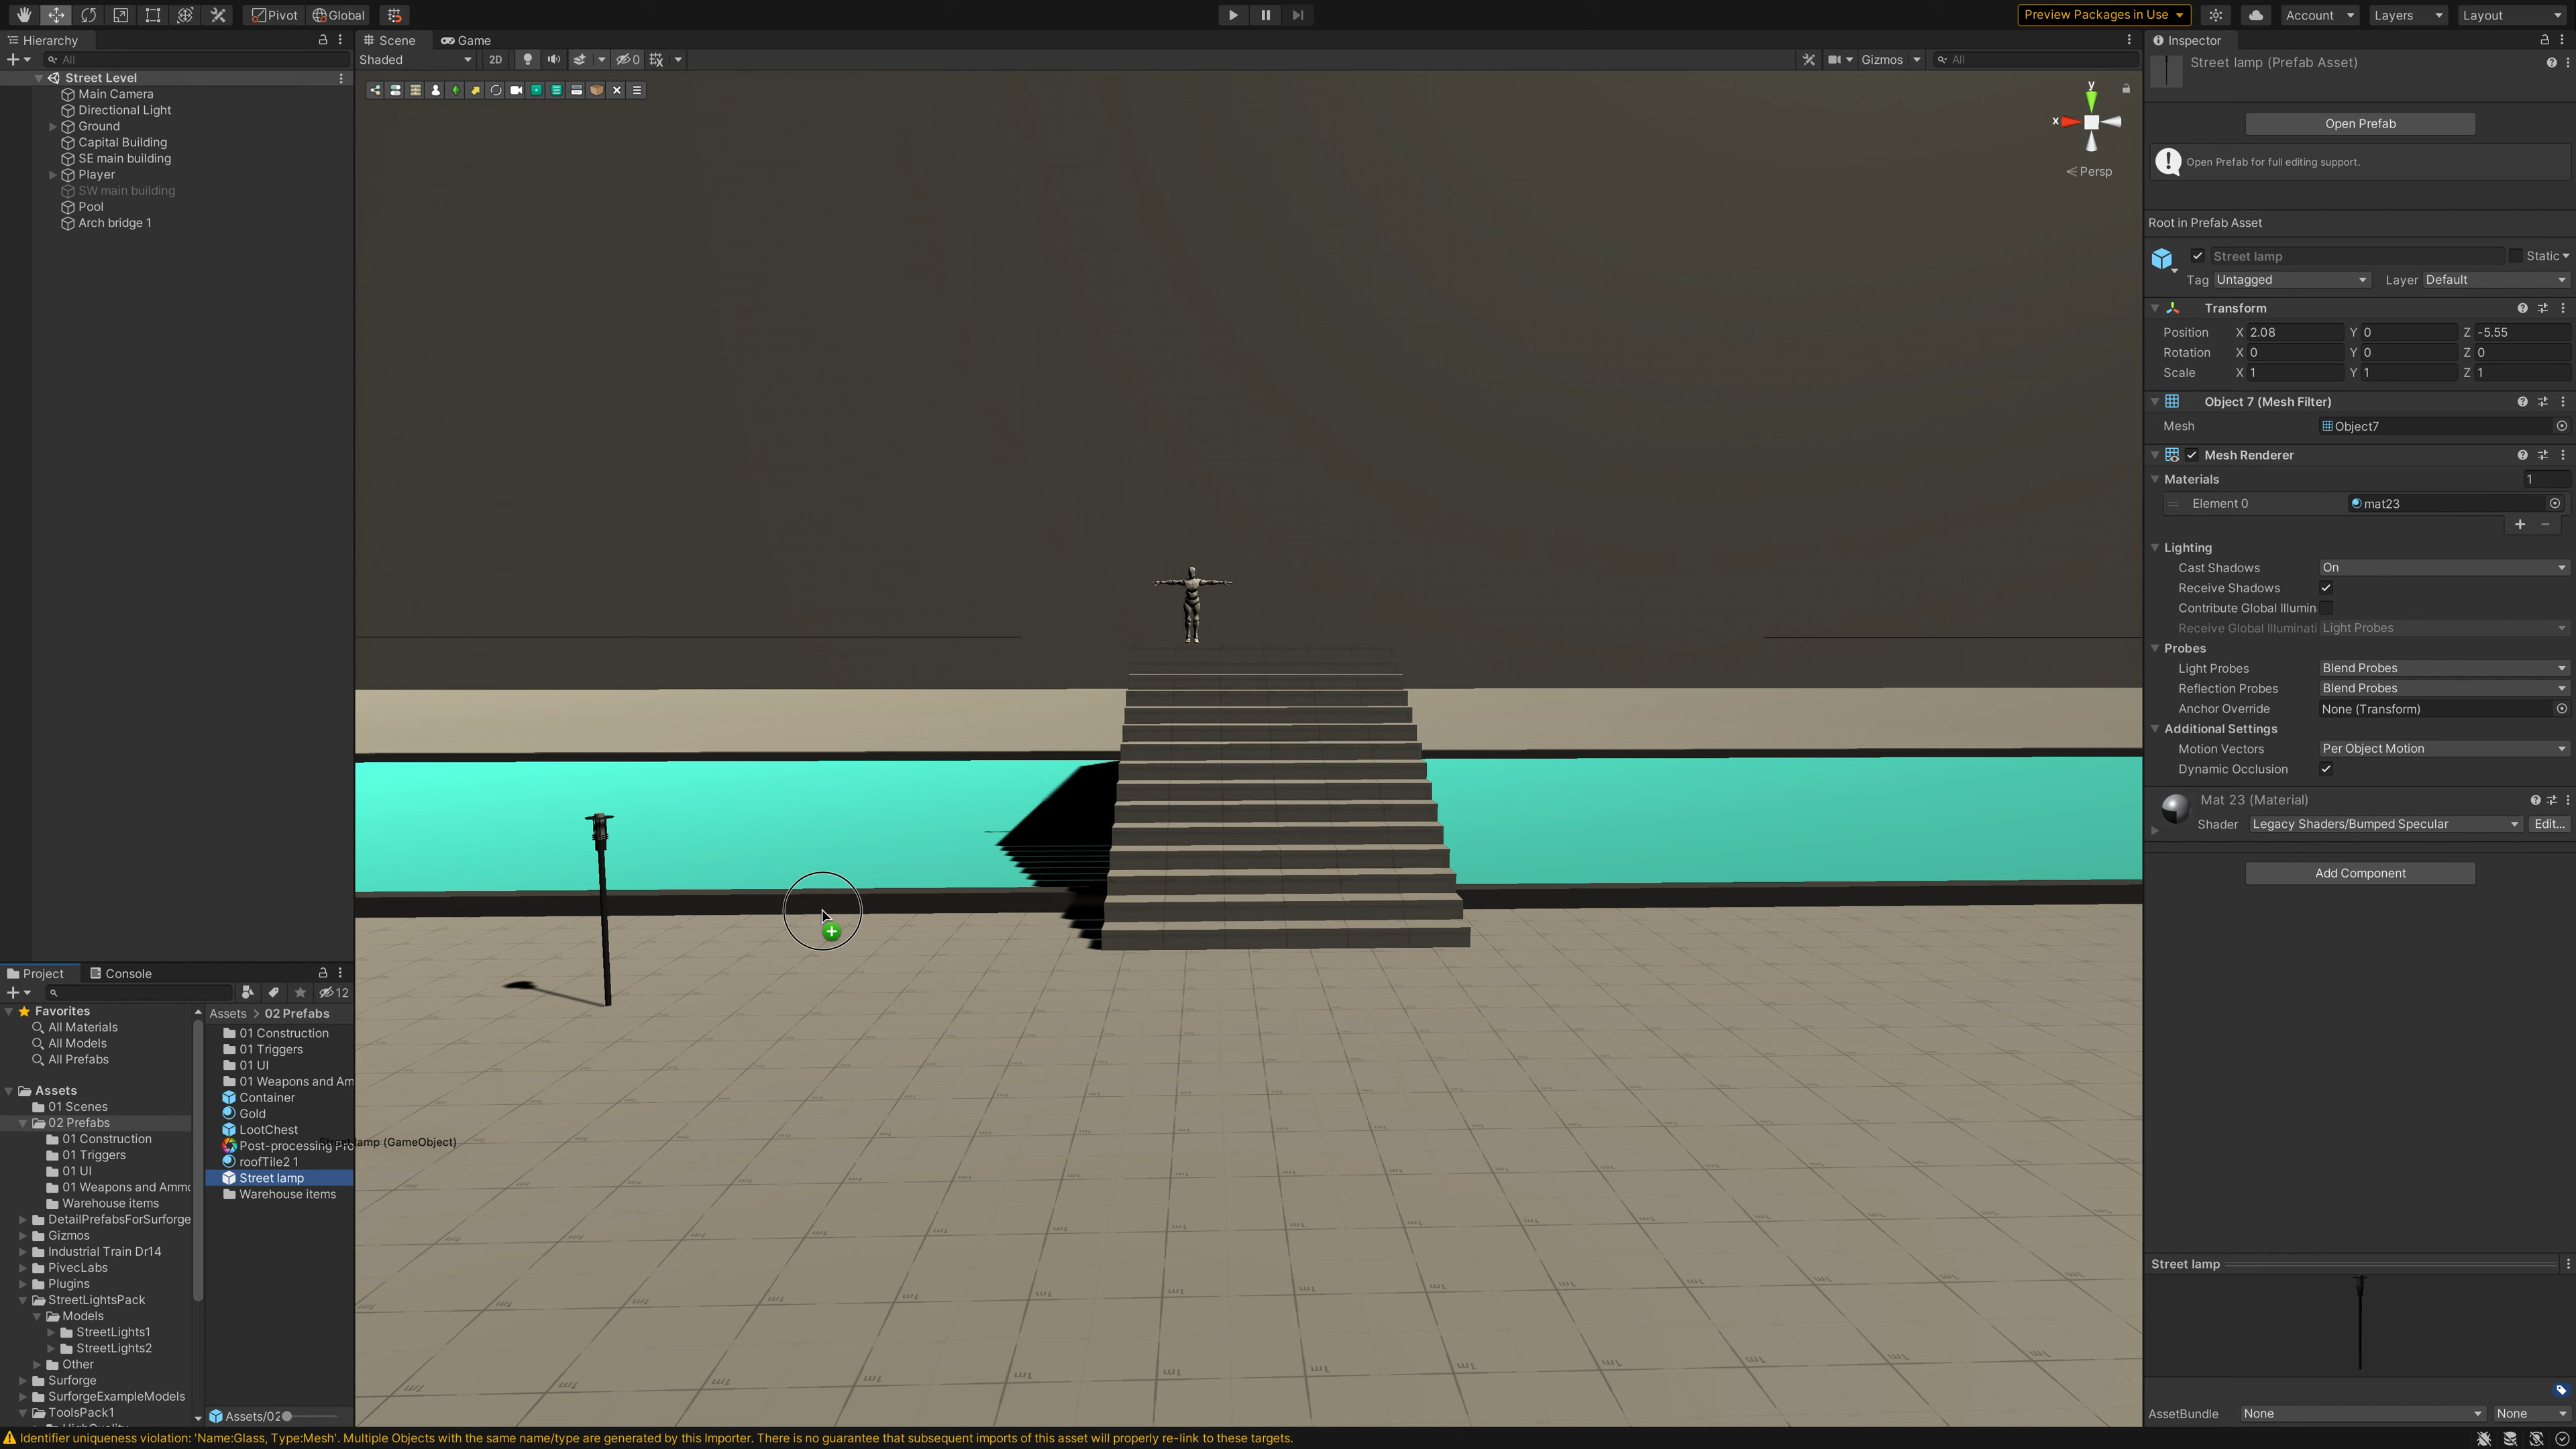 Pivot Global
Preview Packages in Use Account Layers Layout
Hierarchy
All
Street Level
Main Camera
Directional Light
Ground
Capital Building
SE main building
Player
SW main building
Pool
Arch bridge 1
Scene Game
Shaded 2D 0 Gizmos All
y
x
Persp
Project Console
12
Favorites
All Materials
All Models
All Prefabs
Assets
01 Scenes
02 Prefabs
01 Construction
01 Triggers
01 UI
01 Weapons and Ammo
Warehouse items
DetailPrefabsForSurforge
Gizmos
Industrial Train Dr14
PivecLabs
Plugins
StreetLightsPack
Models
StreetLights1
StreetLights2
Other
Surforge
SurforgeExampleModels
ToolsPack1
Assets > 02 Prefabs
01 Construction
01 Triggers
01 UI
01 Weapons and Am
Container
Gold
LootChest
Post-processing Pro
lamp (GameObject)
roofTile2 1
Street lamp
Warehouse items
Assets/02
Inspector
Street lamp (Prefab Asset)
Open Prefab
Open Prefab for full editing support.
Root in Prefab Asset
Street lamp Static
Tag Untagged Layer Default
Transform
Position X 2.08 Y 0 Z -5.55
Rotation X 0 Y 0 Z 0
Scale X 1 Y 1 Z 1
Object 7 (Mesh Filter)
Mesh Object7
Mesh Renderer
Materials 1
Element 0 mat23
Lighting
Cast Shadows On
Receive Shadows
Contribute Global Illumin
Receive Global Illuminati Light Probes
Probes
Light Probes Blend Probes
Reflection Probes Blend Probes
Anchor Override None (Transform)
Additional Settings
Motion Vectors Per Object Motion
Dynamic Occlusion
Mat 23 (Material)
Shader Legacy Shaders/Bumped Specular Edit...
Add Component
Street lamp
AssetBundle None None
Identifier uniqueness violation: 'Name:Glass, Type:Mesh'. Multiple Objects with the same name/type are generated by this Importer. There is no guarantee that subsequent imports of this asset will properly re-link to these targets.